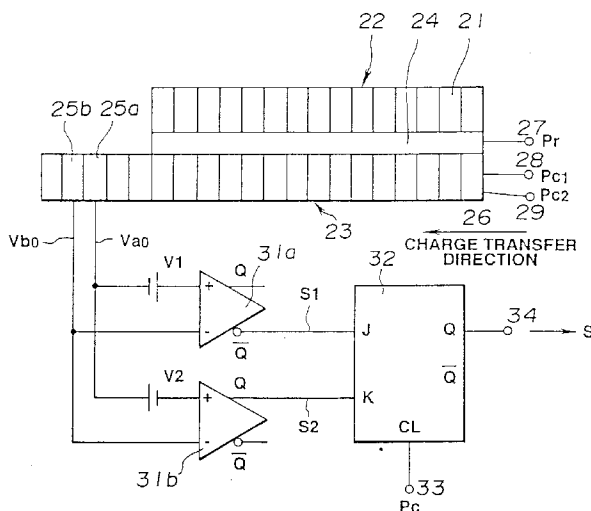 22 24 21
25b 25a
27
Pr
28
Pc1
Pc2
29
23
26
CHARGE TRANSFER
DIRECTION
Vb0 Va0
V1
31a
32
+ Q
S1
- Q̅
J
Q
34
S
V2
Q̅
+ Q
S2
K
- Q̅
CL
31b
33
Pc